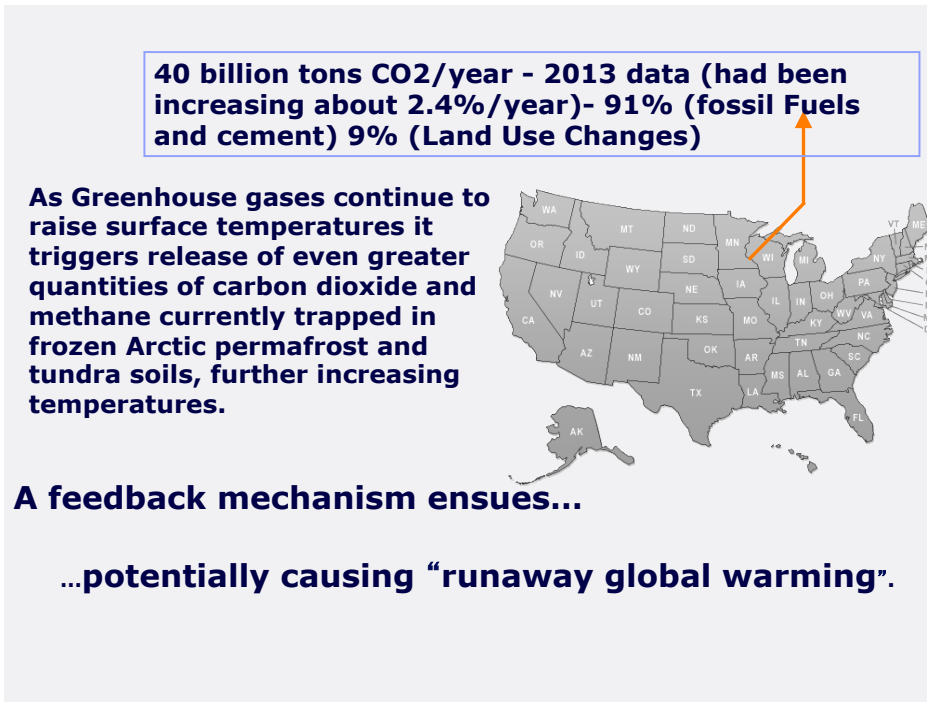 40 billion tons CO2/year - 2013 data (had been
increasing about 2.4%/year)- 91% (fossil Fuels
and cement) 9% (Land Use Changes)
As Greenhouse gases continue to
raise surface temperatures it
triggers release of even greater
quantities of carbon dioxide and
methane currently trapped in
frozen Arctic permafrost and
tundra soils, further increasing
temperatures.
WA
MT
ND
MN
VT
ME
OR
ID
SD
WI
MI
NY
WY
IA
PA
NE
NV
UT
IL
IN
OH
CO
WV
VA
CA
KS
MO
KY
NC
TN
AZ
NM
OK
AR
SC
MS
AL
GA
TX
LA
FL
AK
A feedback mechanism ensues…
…potentially causing “runaway global warming”.